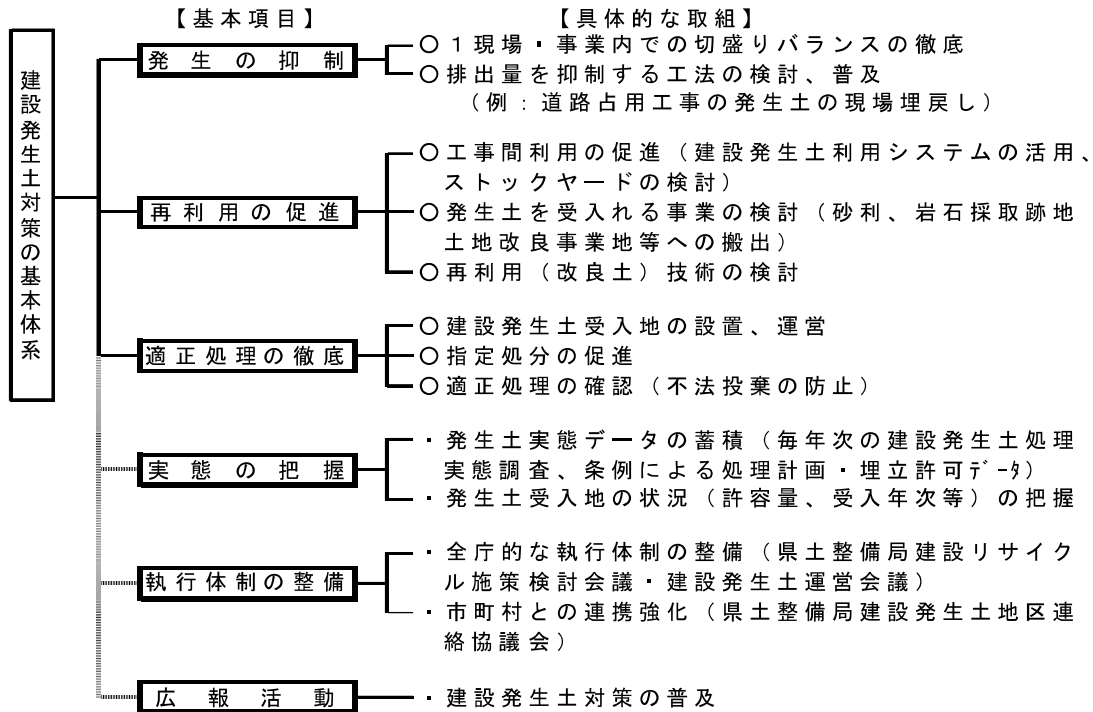 【基本項目】
【具体的な取組】
建設発生土対策の基本体系
発生の抑制
〇１現場・事業内での切盛りバランスの徹底
〇排出量を抑制する工法の検討、普及
（例：道路占用工事の発生土の現場埋戻し）
再利用の促進
〇工事間利用の促進（建設発生土利用システムの活用、
ストックヤードの検討）
〇発生土を受入れる事業の検討（砂利、岩石採取跡地
土地改良事業地等への搬出）
〇再利用（改良土）技術の検討
適正処理の徹底
〇建設発生土受入地の設置、運営
〇指定処分の促進
〇適正処理の確認（不法投棄の防止）
実態の把握
・発生土実態データの蓄積（毎年次の建設発生土処理
実態調査、条例による処理計画・埋立許可ﾃﾞｰﾀ）
・発生土受入地の状況（許容量、受入年次等）の把握
執行体制の整備
・全庁的な執行体制の整備（県土整備局建設リサイク
ル施策検討会議・建設発生土運営会議）
・市町村との連携強化（県土整備局建設発生土地区連
絡協議会）
広報活動
・建設発生土対策の普及